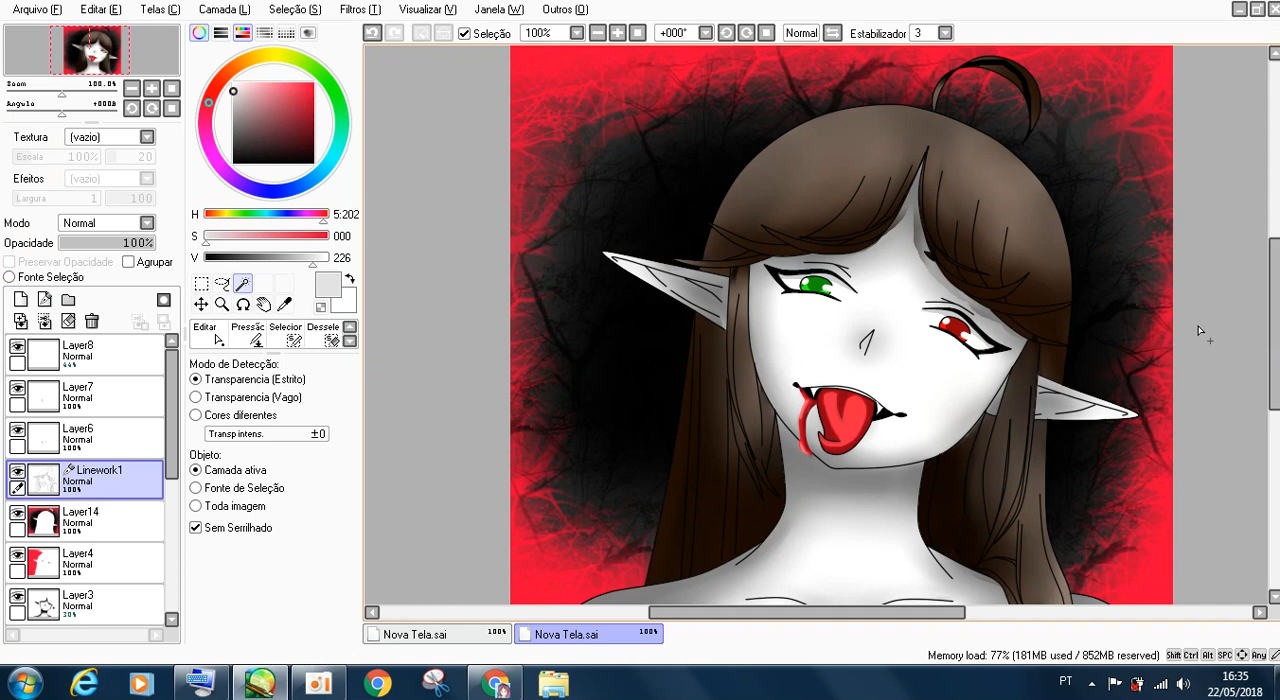 Arquivo (F) Editar (E) Telas (C) Camada (L) Seleção (S) Filtros (T) Visualizar (V) Janela (W) Outros (O)
Seleção 100% +000° Normal Estabilizador 3
Zoom 100.0%
Angulo +000B
Textura (vazio)
Escala 100% 20
Efeitos (vazio)
Largura 1 100
Modo Normal
Opacidade 100%
Preservar Opacidade Agrupar
Fonte Seleção
Layer8
Normal
44%
Layer7
Normal
100%
Layer6
Normal
100%
Linework1
Normal
100%
Layer14
Normal
100%
Layer4
Normal
100%
Layer3
Normal
30%
H 5:202
S 000
V 226
Editar Pressão Selecior Dessele
Modo de Detecção:
Transparencia (Estrito)
Transparencia (Vago)
Cores diferentes
Transp intens. ±0
Objeto:
Camada ativa
Fonte de Seleção
Toda imagem
Sem Serrilhado
Nova Tela.sai 100% Nova Tela.sai 100%
Memory load: 77% (181MB used / 852MB reserved) Shift Ctrl Alt SPC Any
PT 16:35
22/05/2018